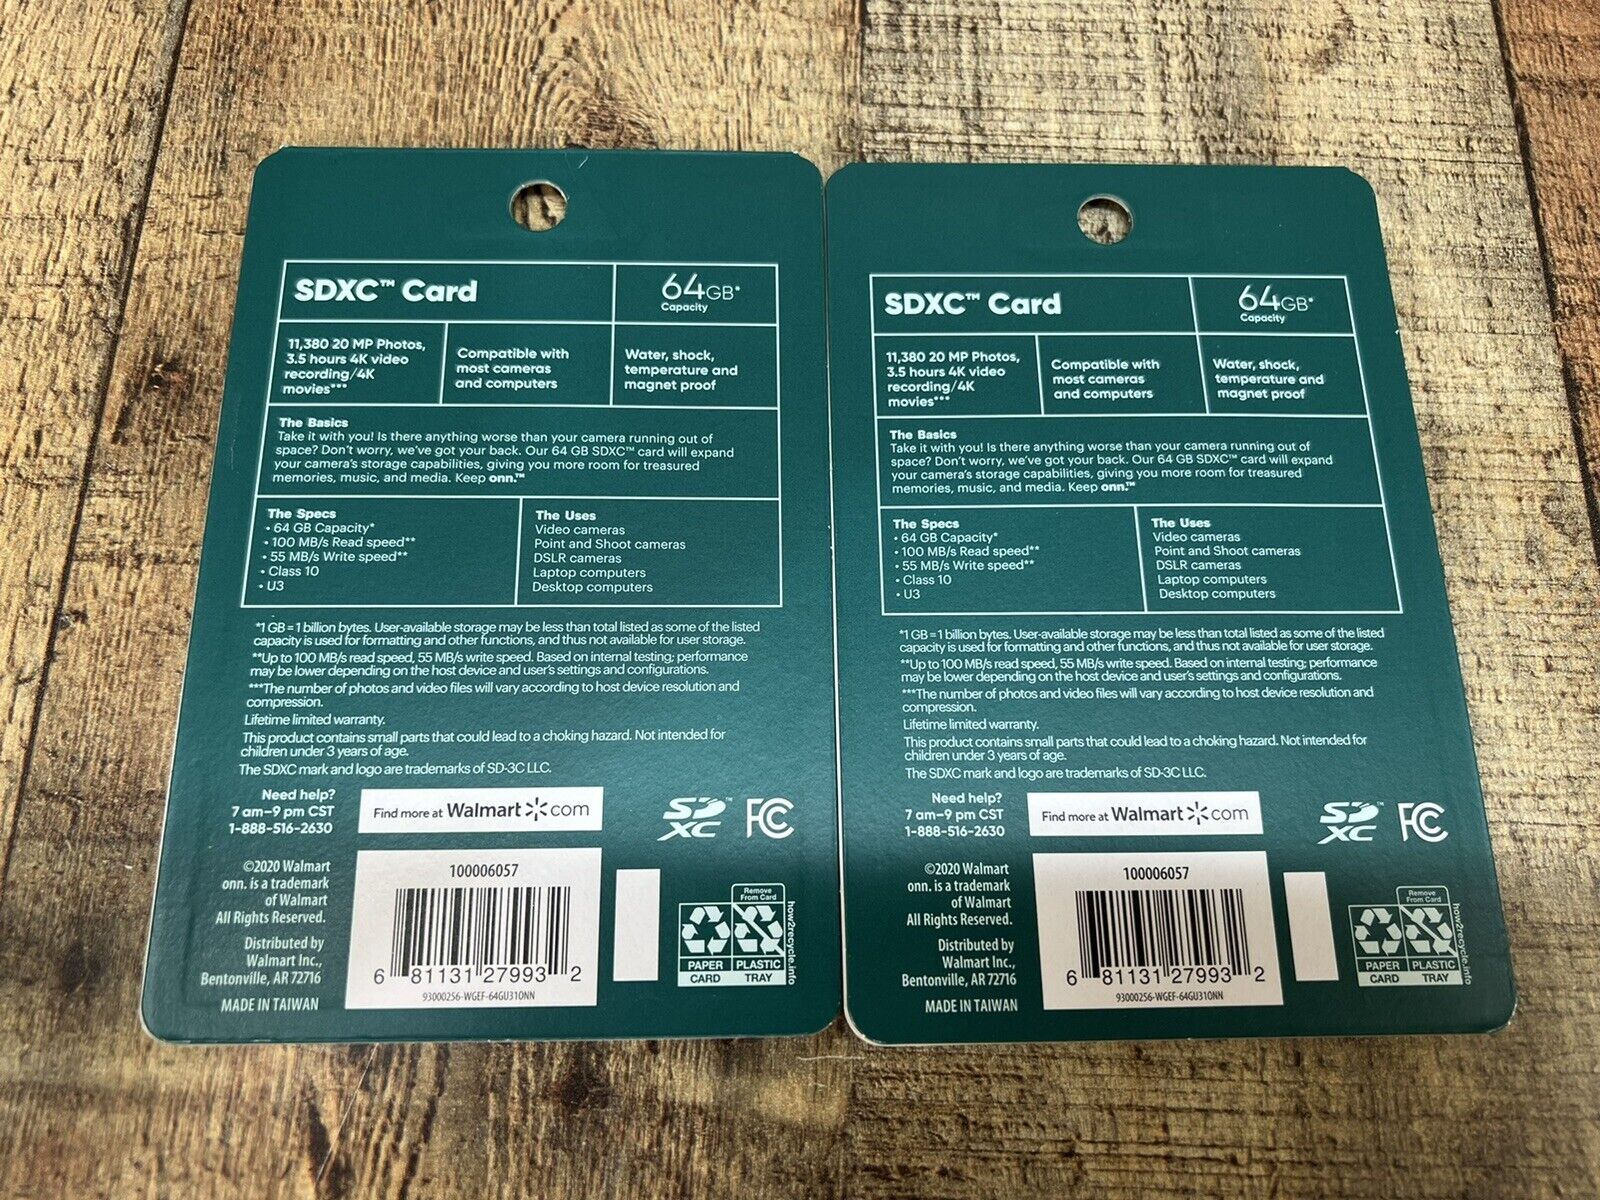 SDXC™ Card
64GB*
Capacity
11,380 20 MP Photos,
3.5 hours 4K video
recording/4K
movies***
Compatible with
most cameras
and computers
Water, shock,
temperature and
magnet proof
The Basics
Take it with you! Is there anything worse than your camera running out of
space? Don't worry, we've got your back. Our 64 GB SDXC™ card will expand
your camera's storage capabilities, giving you more room for treasured
memories, music, and media. Keep onn.™
The Specs
• 64 GB Capacity*
• 100 MB/s Read speed**
• 55 MB/s Write speed**
• Class 10
• U3
The Uses
Video cameras
Point and Shoot cameras
DSLR cameras
Laptop computers
Desktop computers
*1 GB = 1 billion bytes. User-available storage may be less than total listed as some of the listed
capacity is used for formatting and other functions, and thus not available for user storage.
**Up to 100 MB/s read speed, 55 MB/s write speed. Based on internal testing; performance
may be lower depending on the host device and user's settings and configurations.
***The number of photos and video files will vary according to host device resolution and
compression.
Lifetime limited warranty.
This product contains small parts that could lead to a choking hazard. Not intended for
children under 3 years of age.
The SDXC mark and logo are trademarks of SD-3C LLC.
Need help?
7 am–9 pm CST
1-888-516-2630
Find more at Walmart.com
SD™
XC
FC
©2020 Walmart
onn. is a trademark
of Walmart
All Rights Reserved.
Distributed by
Walmart Inc.,
Bentonville, AR 72716
MADE IN TAIWAN
100006057
6 81131 27993 2
93000256-WGEF-64GU310NN
Remove
From Card
PAPER
CARD
PLASTIC
TRAY
how2recycle.info
SDXC™ Card
64GB*
Capacity
11,380 20 MP Photos,
3.5 hours 4K video
recording/4K
movies***
Compatible with
most cameras
and computers
Water, shock,
temperature and
magnet proof
The Basics
Take it with you! Is there anything worse than your camera running out of
space? Don't worry, we've got your back. Our 64 GB SDXC™ card will expand
your camera's storage capabilities, giving you more room for treasured
memories, music, and media. Keep onn.™
The Specs
• 64 GB Capacity*
• 100 MB/s Read speed**
• 55 MB/s Write speed**
• Class 10
• U3
The Uses
Video cameras
Point and Shoot cameras
DSLR cameras
Laptop computers
Desktop computers
*1 GB = 1 billion bytes. User-available storage may be less than total listed as some of the listed
capacity is used for formatting and other functions, and thus not available for user storage.
**Up to 100 MB/s read speed, 55 MB/s write speed. Based on internal testing; performance
may be lower depending on the host device and user's settings and configurations.
***The number of photos and video files will vary according to host device resolution and
compression.
Lifetime limited warranty.
This product contains small parts that could lead to a choking hazard. Not intended for
children under 3 years of age.
The SDXC mark and logo are trademarks of SD-3C LLC.
Need help?
7 am–9 pm CST
1-888-516-2630
Find more at Walmart.com
SD™
XC
FC
©2020 Walmart
onn. is a trademark
of Walmart
All Rights Reserved.
Distributed by
Walmart Inc.,
Bentonville, AR 72716
MADE IN TAIWAN
100006057
6 81131 27993 2
93000256-WGEF-64GU310NN
Remove
From Card
PAPER
CARD
PLASTIC
TRAY
how2recycle.info